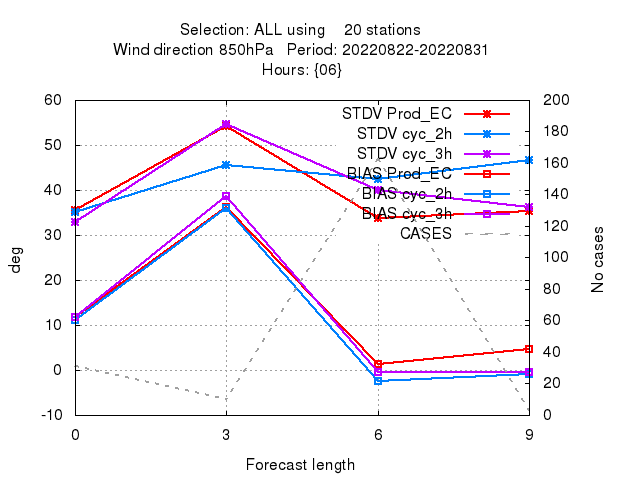 Selection: ALL using 20 stations
Wind direction 850hPa Period: 20220822-20220831
Hours: {06}
STDV Prod_EC
STDV cyc_2h
STDV cyc_3h
BIAS Prod_EC
BIAS cyc_2h
BIAS cyc_3h
CASES
60
50
40
30
20
10
0
-10
deg
200
180
160
140
120
100
80
60
40
20
0
No cases
0 3 6 9
Forecast length